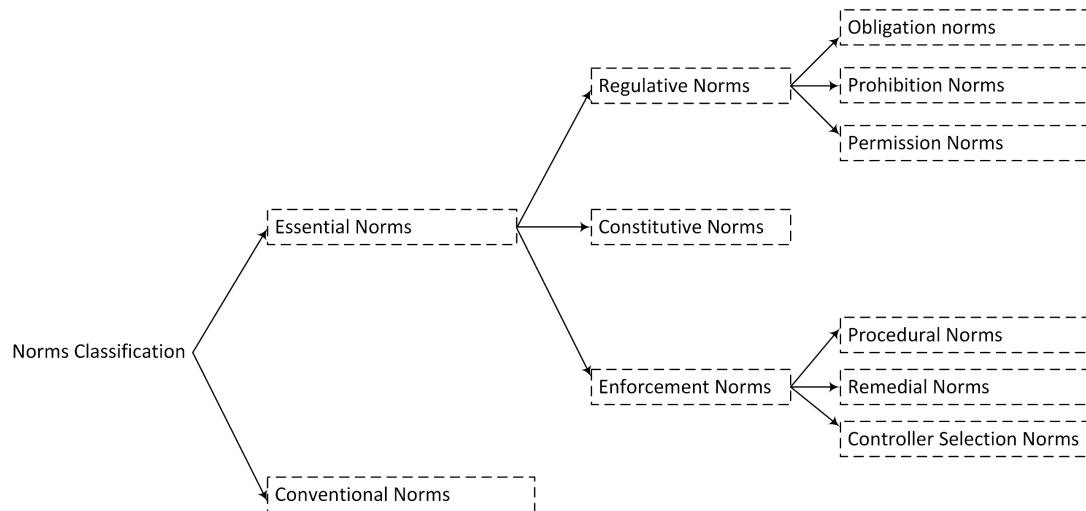 Obligation norms
Regulative Norms
Prohibition Norms
Permission Norms
Essential Norms
Constitutive Norms
Procedural Norms
Norms Classification
Enforcement Norms
Remedial Norms
Controller Selection Norms
Conventional Norms